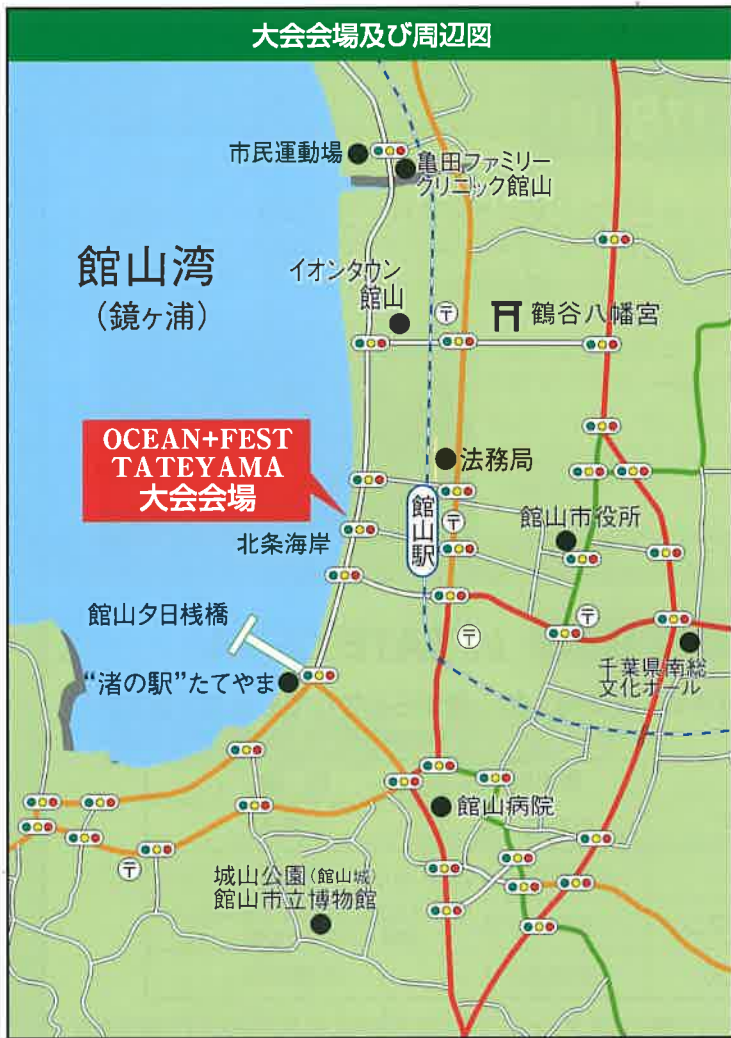 大会会場及び周辺図
市民運動場
亀田ファミリー
クリニック館山
館山湾
（鏡ヶ浦）
イオンタウン
館山
〒
鶴谷八幡宮
OCEAN+FEST
TATEYAMA
大会会場
法務局
館山駅
〒
館山市役所
北条海岸
館山夕日桟橋
〒
〒
“渚の駅”たてやま
千葉県南総
文化ホール
館山病院
〒
城山公園（館山城）
館山市立博物館